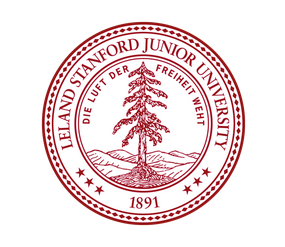 LELAND STANFORD JUNIOR UNIVERSITY
DIE LUFT DER FREIHEIT WEHT
1891